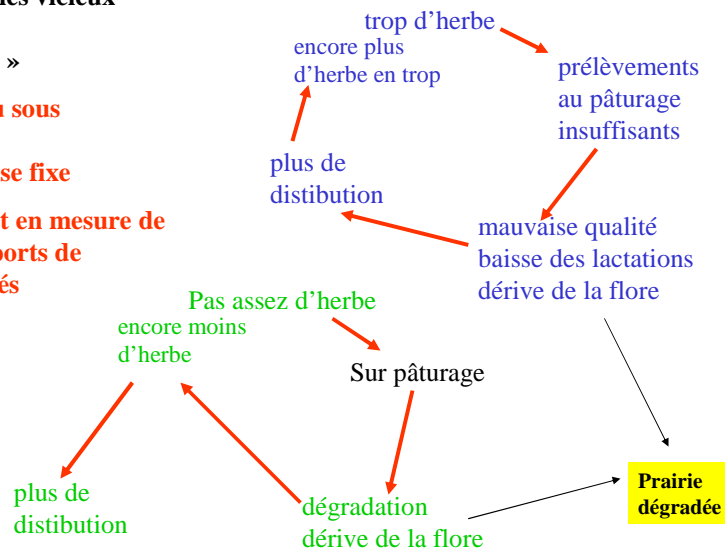 les vicieux
»
u sous
se fixe
t en mesure de
ports de
és
trop d’herbe
encore plus
d’herbe en trop
prélèvements
au pâturage
insuffisants
plus de
distibution
mauvaise qualité
baisse des lactations
dérive de la flore
Pas assez d’herbe
encore moins
d’herbe
Sur pâturage
plus de
distibution
dégradation
dérive de la flore
Prairie
dégradée